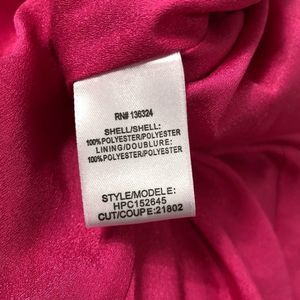 RN# 136324
SHELL/SHELL:
100%POLYESTER/POLYESTER
LINING/DOUBLURE:
100%POLYESTER/POLYESTER
STYLE/MODELE:
HPC152645
CUT/COUPE:21802